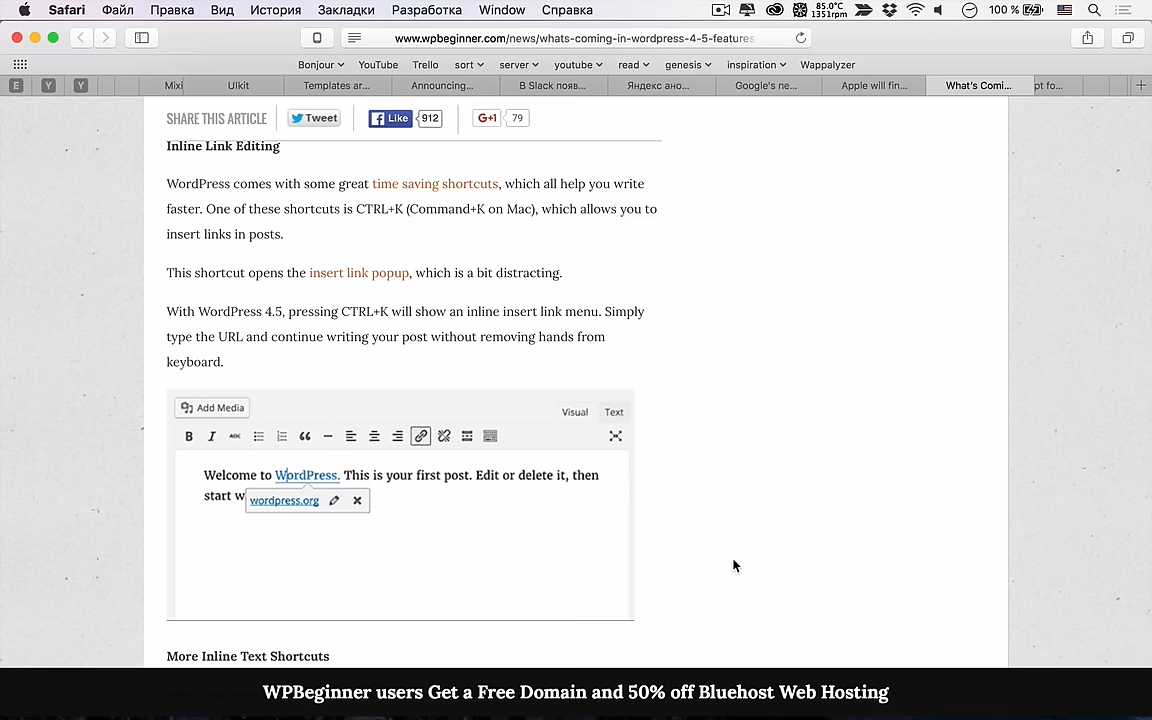 Safari Файл Правка Вид История Закладки Разработка Window Справка 85.0°C 1351rpm 100 %
www.wpbeginner.com/news/whats-coming-in-wordpress-4-5-features
Bonjour YouTube Trello sort server youtube read genesis inspiration Wappalyzer
E Y Y Mixi UIkit Templates ar... Announcing... В Slack появ... Яндекс ано... Google's ne... Apple will fin... What's Comi... pt fo...
SHARE THIS ARTICLE Tweet Like 912 G+1 79
Inline Link Editing
WordPress comes with some great time saving shortcuts, which all help you write
faster. One of these shortcuts is CTRL+K (Command+K on Mac), which allows you to
insert links in posts.
This shortcut opens the insert link popup, which is a bit distracting.
With WordPress 4.5, pressing CTRL+K will show an inline insert link menu. Simply
type the URL and continue writing your post without removing hands from
keyboard.
Add Media
Visual Text
B I ABC
Welcome to WordPress. This is your first post. Edit or delete it, then
start w
wordpress.org
More Inline Text Shortcuts
WPBeginner users Get a Free Domain and 50% off Bluehost Web Hosting